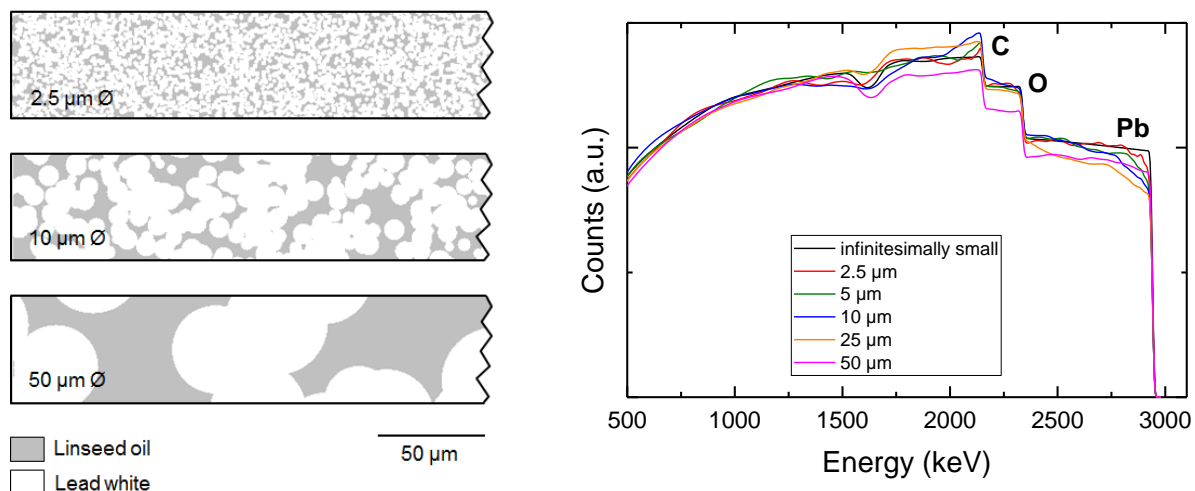 2.5 µm Ø
10 µm Ø
50 µm Ø
Linseed oil
Lead white
50 µm
Counts (a.u.)
C
O
Pb
infinitesimally small
2.5 µm
5 µm
10 µm
25 µm
50 µm
500 1000 1500 2000 2500 3000
Energy (keV)